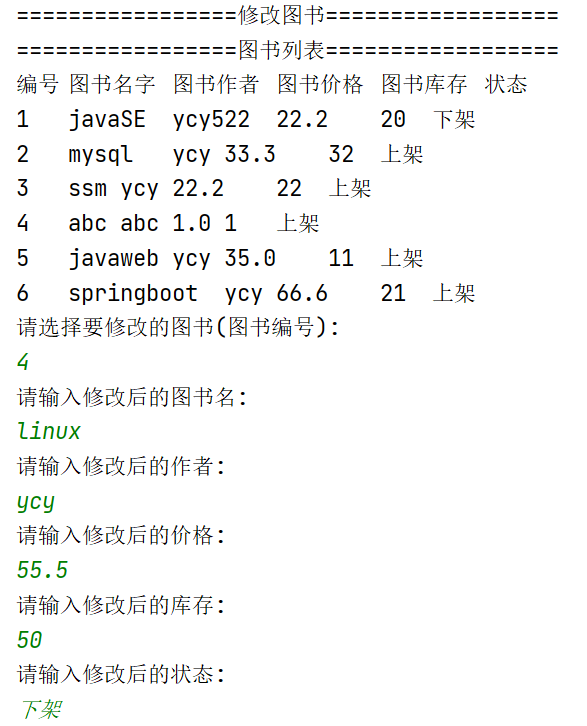 =================修改图书==================
=================图书列表==================
编号 图书名字 图书作者 图书价格 图书库存 状态
1 javaSE ycy522 22.2 20 下架
2 mysql ycy 33.3 32 上架
3 ssm ycy 22.2 22 上架
4 abc abc 1.0 1 上架
5 javaweb ycy 35.0 11 上架
6 springboot ycy 66.6 21 上架
请选择要修改的图书(图书编号):
4
请输入修改后的图书名:
linux
请输入修改后的作者:
ycy
请输入修改后的价格:
55.5
请输入修改后的库存:
50
请输入修改后的状态:
下架